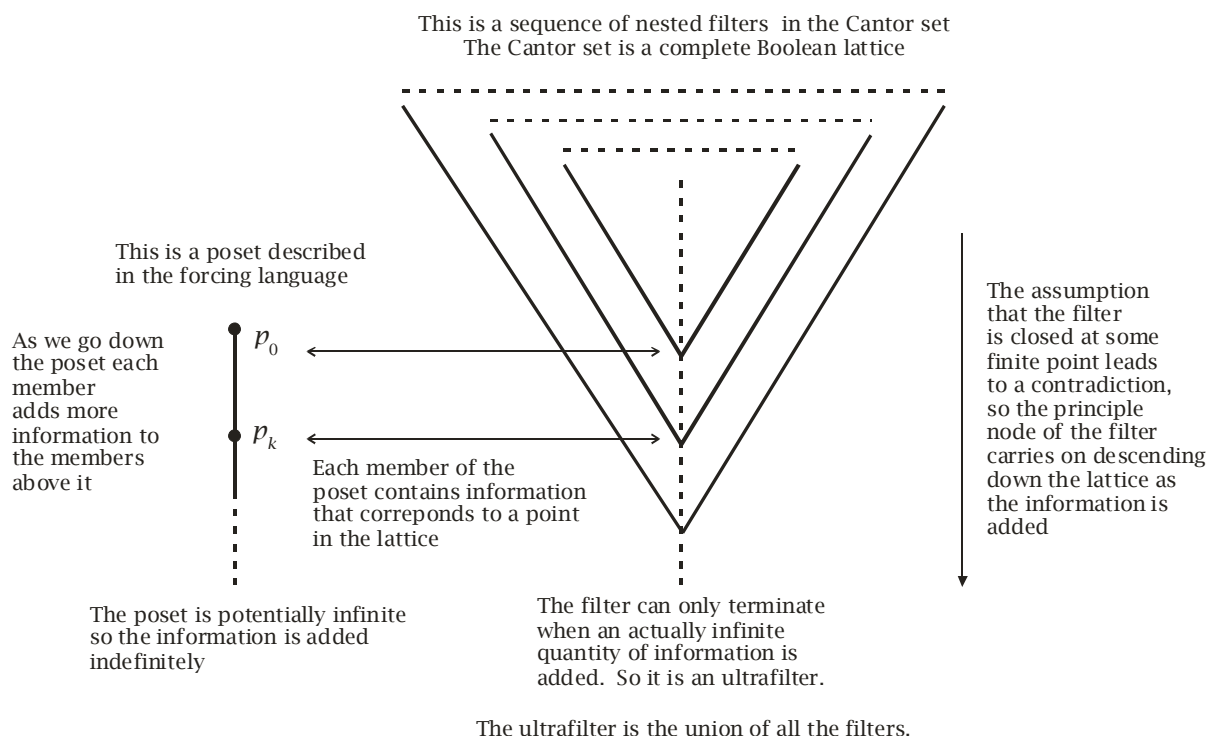 This is a sequence of nested filters in the Cantor set
The Cantor set is a complete Boolean lattice
This is a poset described
in the forcing language
As we go down
the poset each
member
adds more
information to
the members
above it
p0
pk
Each member of the
poset contains information
that correponds to a point
in the lattice
The assumption
that the filter
is closed at some
finite point leads
to a contradiction,
so the principle
node of the filter
carries on descending
down the lattice as
the information is
added
The poset is potentially infinite
so the information is added
indefinitely
The filter can only terminate
when an actually infinite
quantity of information is
added. So it is an ultrafilter.
The ultrafilter is the union of all the filters.